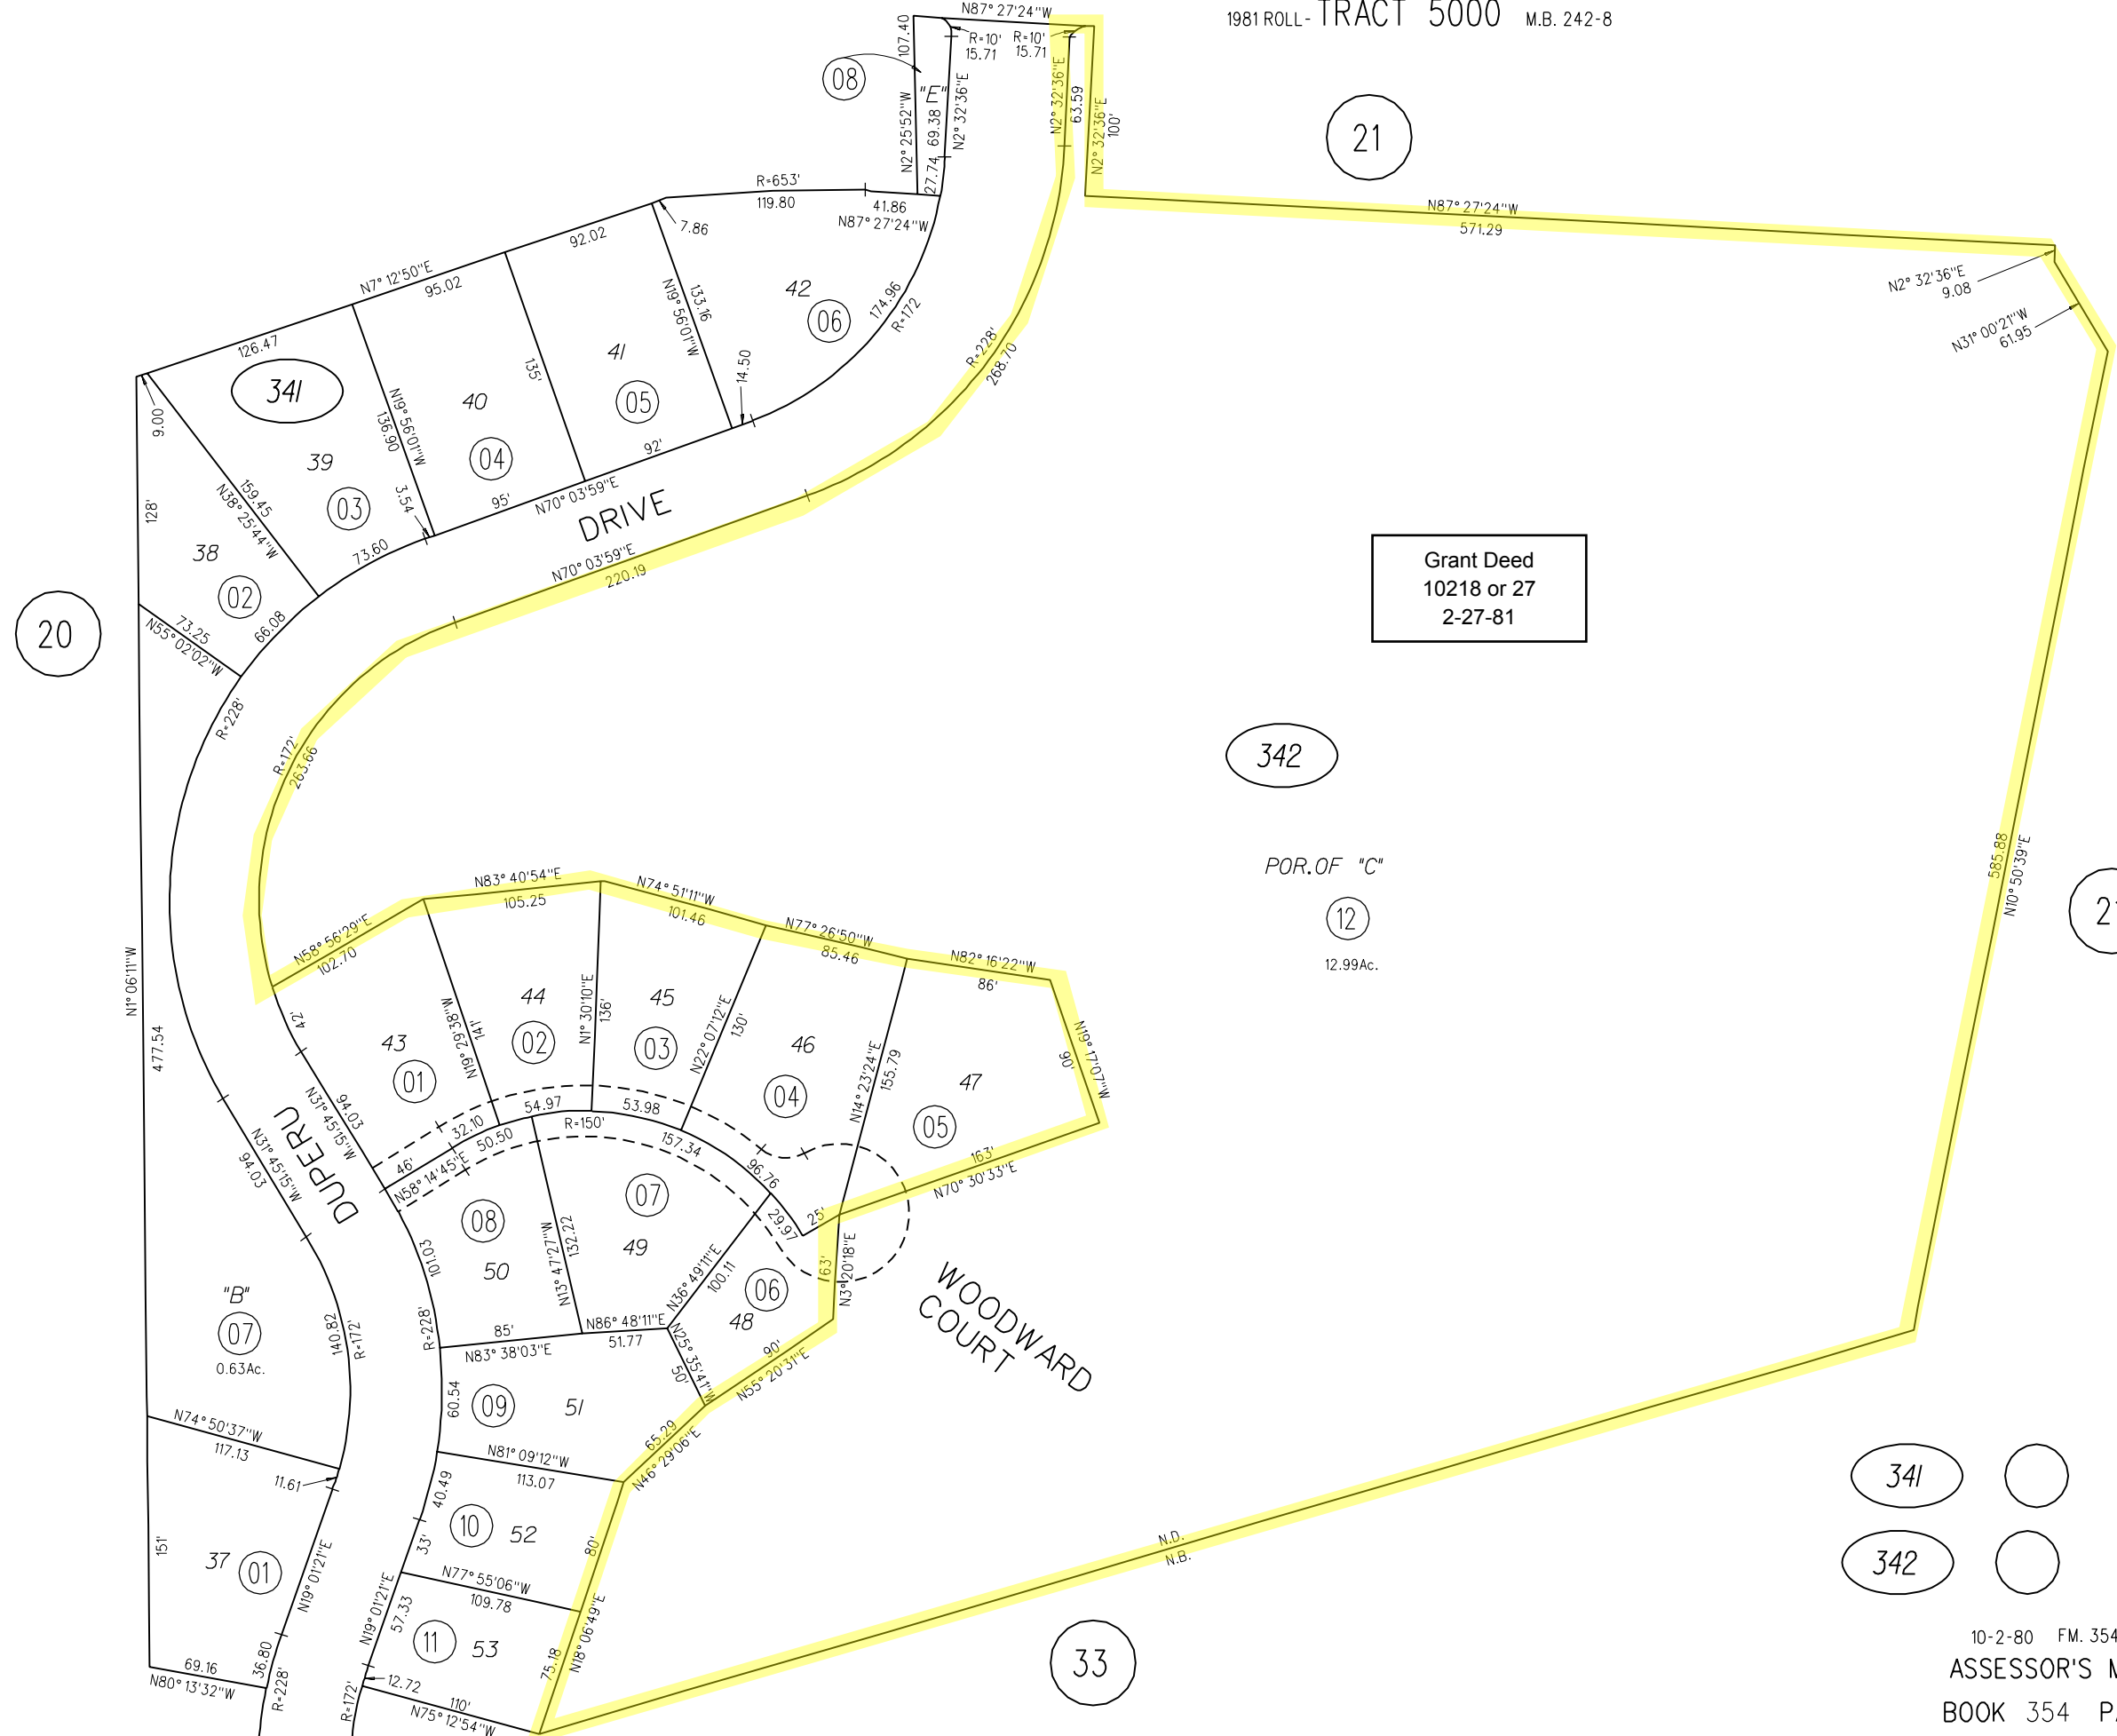 1981 ROLL- TRACT 5000 M.B. 242-8
N87° 27'24"W
107.40
R=10'
15.71
R=10'
15.71
08
"E"
N2° 25'52"W
69.38
N2° 32'36"E
27.74
N2° 32'36"E
63.59
N2° 32'36"E
100'
21
R=653'
119.80
41.86
N87° 27'24"W
N87° 27'24"W
571.29
N2° 32'36"E
9.08
N31° 00'21"W
61.95
7.86
92.02
N7° 12'50"E
95.02
126.47
341
9.00
128'
39
03
159.45
N38° 25'44"W
38
02
73.25
N55° 02'02"W
66.08
73.60
3.54
N19° 56'01"W
136.90
40
04
135'
95'
N70° 03'59"E
41
05
92'
N19° 56'01"W
133.16
14.50
42
06
174.96
R=172
R=228'
268.70
DRIVE
N70° 03'59"E
220.19
20
R=228'
R=172'
263.66
Grant Deed
10218 or 27
2-27-81
342
POR. OF "C"
12
12.99Ac.
585.88
N10° 50'39"E
N1° 06'11"W
477.54
N58° 56'29"E
102.70
N83° 40'54"E
105.25
N74° 51'11"W
101.46
N77° 26'50"W
85.46
N82° 16'22"W
86'
N19° 17'07"W
90'
42'
43
01
N19° 29'38"W
141'
44
02
N1° 30'10"E
136'
45
03
N22° 07'12"E
130'
46
04
N14° 23'24"E
155.79
47
05
163'
N70° 30'33"E
N31° 45'15"W
94.03
46'
N58° 14'45"E
32.10
50.50
54.97
R=150'
53.98
157.34
96.76
29.97
25'
63'
N3° 20'18"E
DUPERU
N31° 45'15"W
94.03
101.03
08
50
N13° 47'27"W
132.22
07
49
N36° 49'11"E
100.11
06
48
WOODWARD
COURT
"B"
07
0.63Ac.
140.82
R=172'
R=228'
85'
N83° 38'03"E
N86° 48'11"E
51.77
N25° 35'41"W
50'
90'
N55° 20'31"E
60.54
09
51
65.29
N46° 29'06"E
N74° 50'37"W
117.13
11.61
N81° 09'12"W
113.07
40.49
10
52
33'
80'
151'
37
01
N19° 01'21"E
N77° 55'06"W
109.78
N19° 01'21"E
57.33
11
53
75.18
N18° 06'49"E
36.80
R=228'
69.16
N80° 13'32"W
12.72
110'
N75° 12'54"W
R=172'
N.D.
N.B.
33
341
342
10-2-80 FM. 354
ASSESSOR'S
BOOK 354